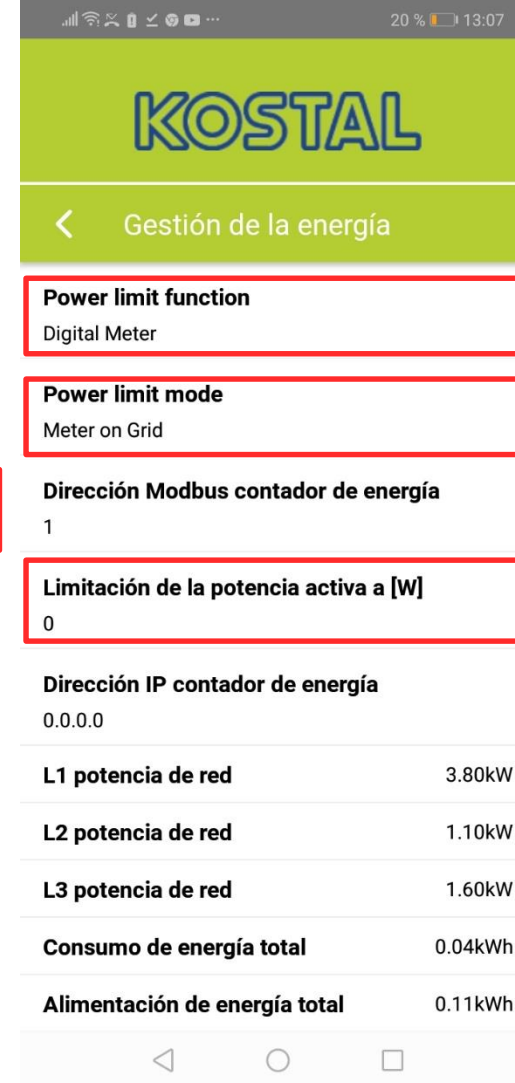 20 % 13:07
KOSTAL
Gestión de la energía
Power limit function
Digital Meter
Power limit mode
Meter on Grid
Dirección Modbus contador de energía
1
Limitación de la potencia activa a [W]
0
Dirección IP contador de energía
0.0.0.0
L1 potencia de red 3.80kW
L2 potencia de red 1.10kW
L3 potencia de red 1.60kW
Consumo de energía total 0.04kWh
Alimentación de energía total 0.11kWh